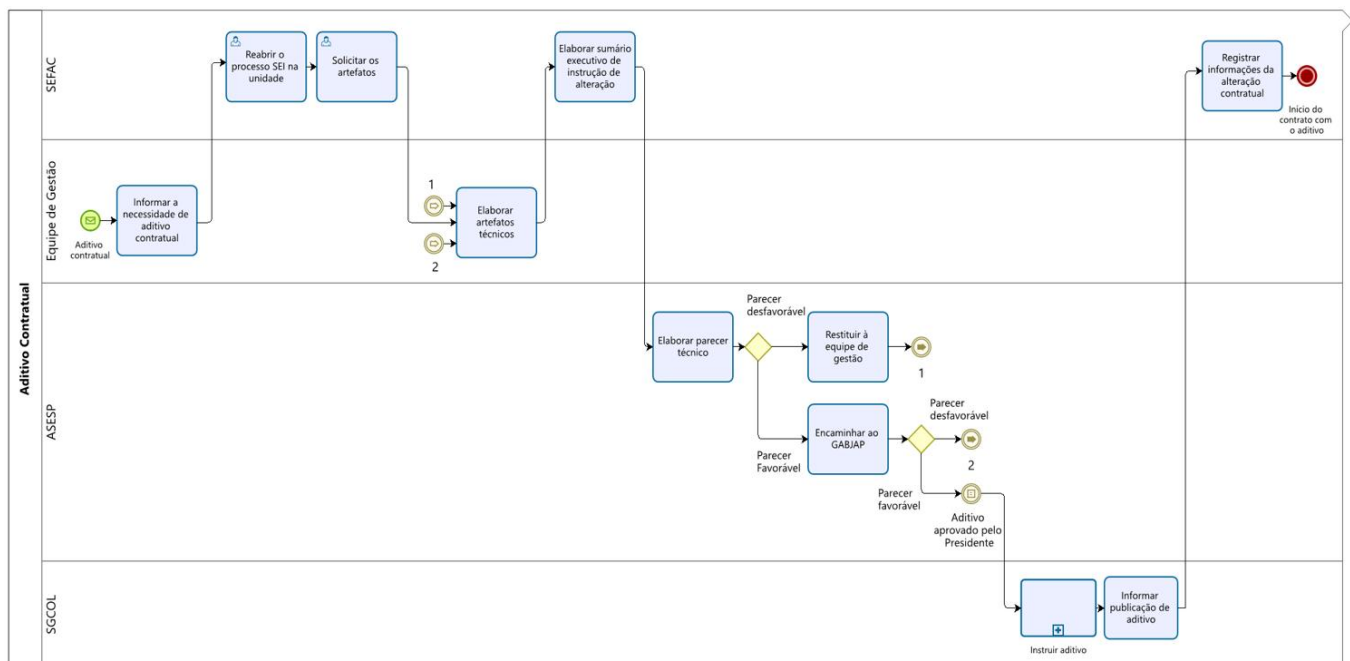 Aditivo Contratual
SEFAC
Reabrir o
processo SEI na
unidade
Solicitar os
artefatos
Elaborar sumário
executivo de
instrução de
alteração
Registrar
informações da
alteração
contratual
Início do
contrato com
o aditivo
Equipe de Gestão
Aditivo
contratual
Informar a
necessidade de
aditivo
contratual
1
2
Elaborar
artefatos
técnicos
ASESP
Elaborar parecer
técnico
Parecer
desfavorável
Restituir à
equipe de
gestão
1
Parecer
Favorável
Encaminhar ao
GABJAP
Parecer
desfavorável
2
Parecer
favorável
Aditivo
aprovado pelo
Presidente
SGCOL
Instruir aditivo
Informar
publicação de
aditivo